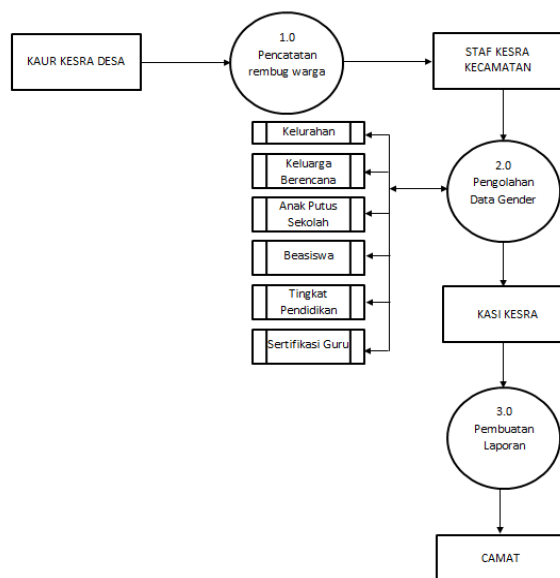 KAUR KESRA DESA
1.0
Pencatatan
rembug warga
STAF KESRA
KECAMATAN
Kelurahan
Keluarga
Berencana
Anak Putus
Sekolah
Beasiswa
Tingkat
Pendidikan
Sertifikasi Guru
2.0
Pengolahan
Data Gender
KASI KESRA
3.0
Pembuatan
Laporan
CAMAT